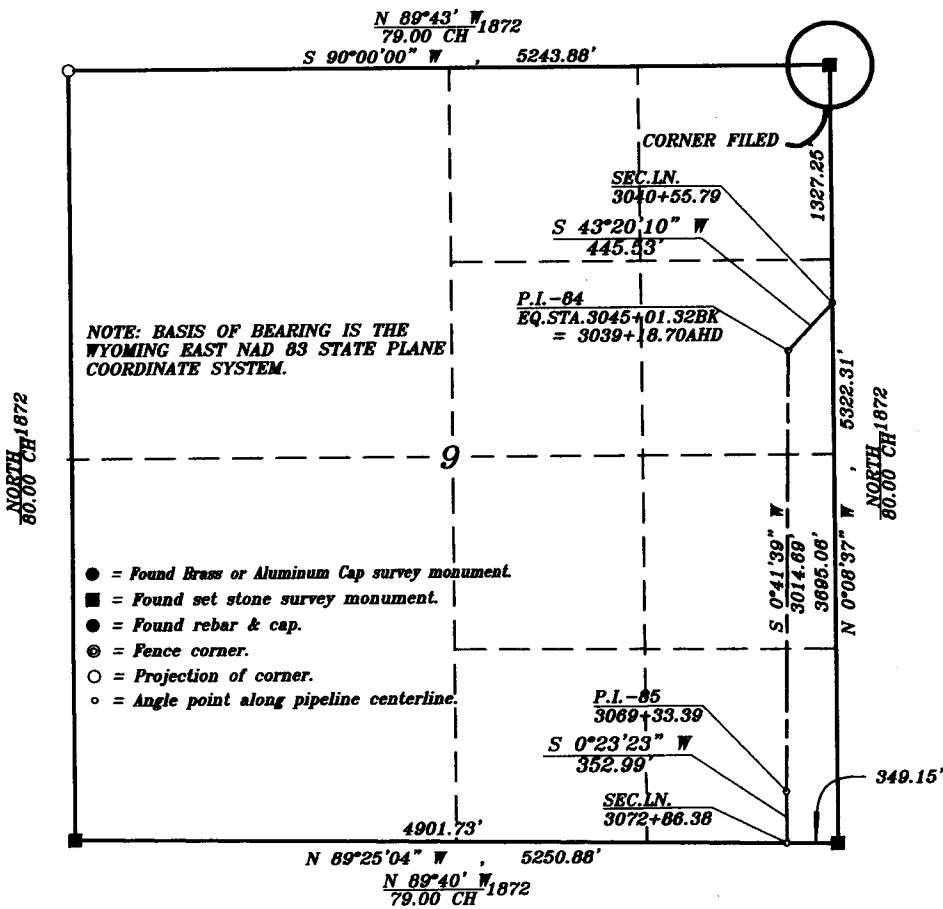 N 89°43' W
79.00 CH 1872
S 90°00'00" W , 5243.88'
CORNER FILED
1327.25'
SEC.LN.
3040+55.79
S 43°20'10" W
445.53'
P.I.-84
EQ.STA.3045+01.32BK
= 3039+18.70AHD
NOTE: BASIS OF BEARING IS THE
WYOMING EAST NAD 83 STATE PLANE
COORDINATE SYSTEM.
NORTH 1872
80.00 CH
9
N 0°08'37" W , 5322.31'
NORTH 1872
80.00 CH
S 0°41'39" W
3014.69'
3695.06'
● = Found Brass or Aluminum Cap survey monument.
■ = Found set stone survey monument.
● = Found rebar & cap.
◎ = Fence corner.
○ = Projection of corner.
○ = Angle point along pipeline centerline.
P.I.-85
3069+33.39
S 0°23'23" W
352.99'
SEC.LN.
3072+86.38
349.15'
4901.73'
N 89°25'04" W , 5250.88'
N 89°40' W
79.00 CH 1872